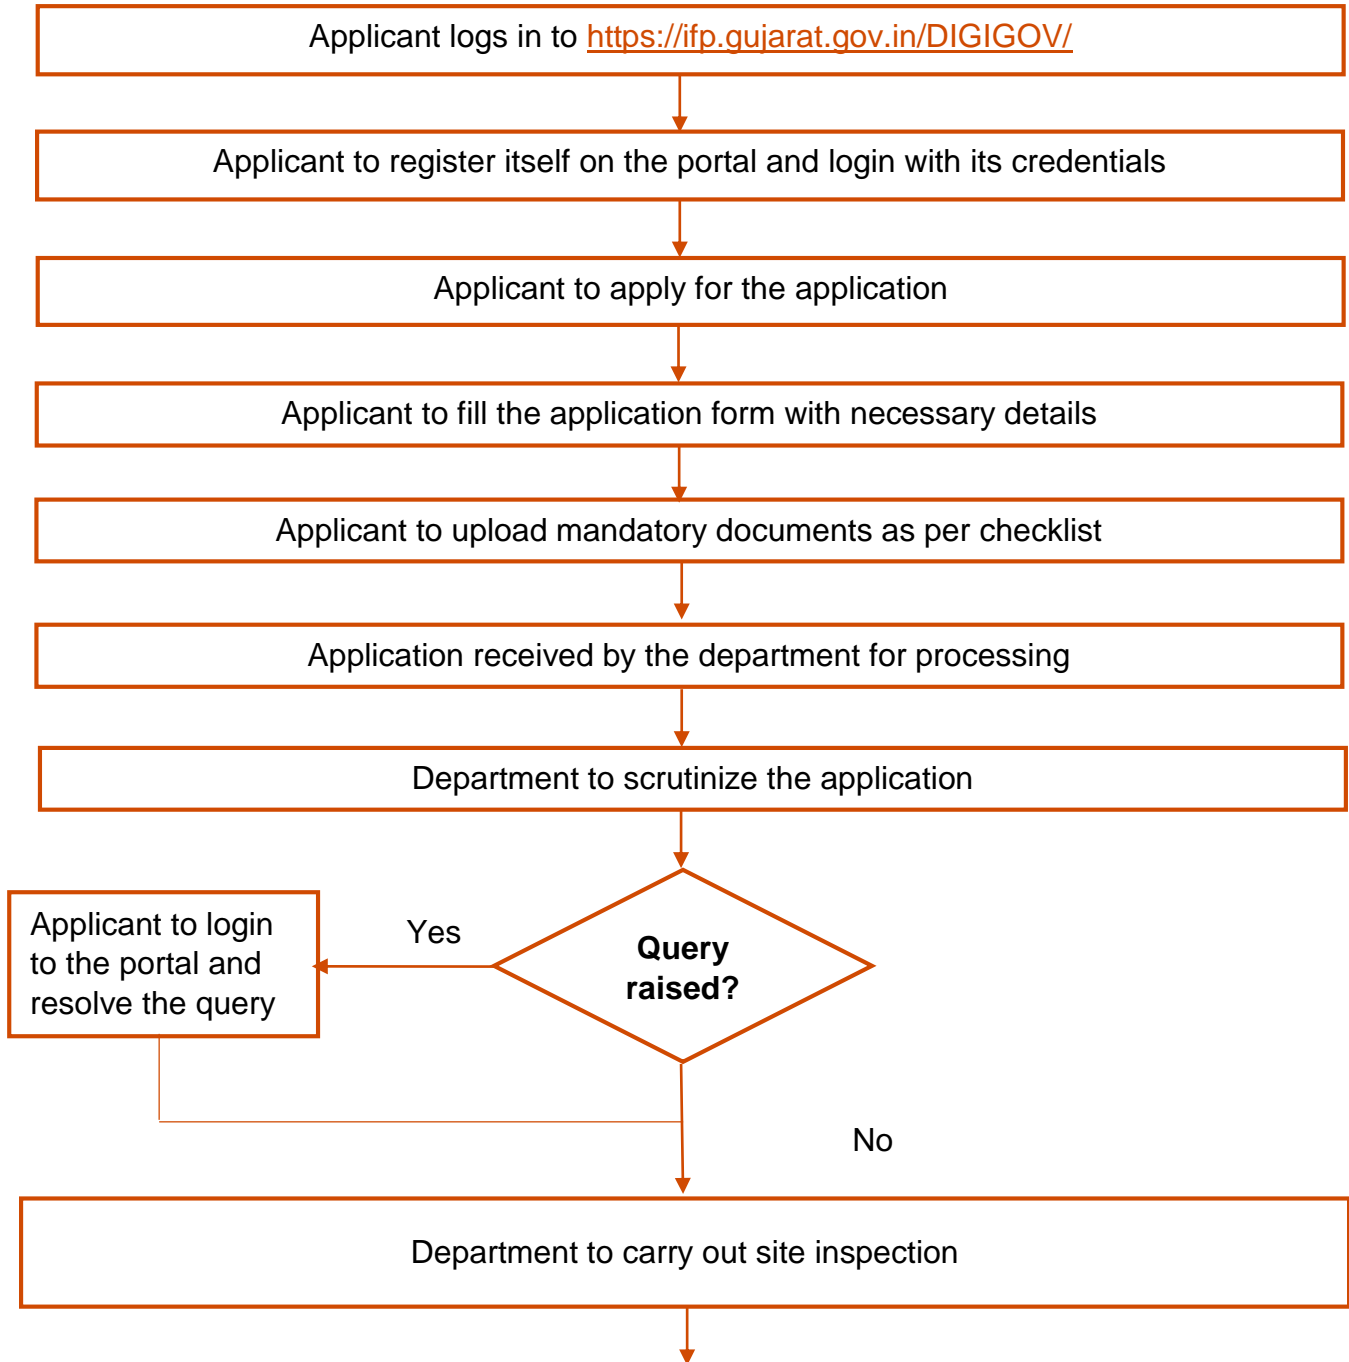 Applicant logs in to https://ifp.gujarat.gov.in/DIGIGOV/
Applicant to register itself on the portal and login with its credentials
Applicant to apply for the application
Applicant to fill the application form with necessary details
Applicant to upload mandatory documents as per checklist
Application received by the department for processing
Department to scrutinize the application
Applicant to login
to the portal and
resolve the query
Yes
Query
raised?
No
Department to carry out site inspection